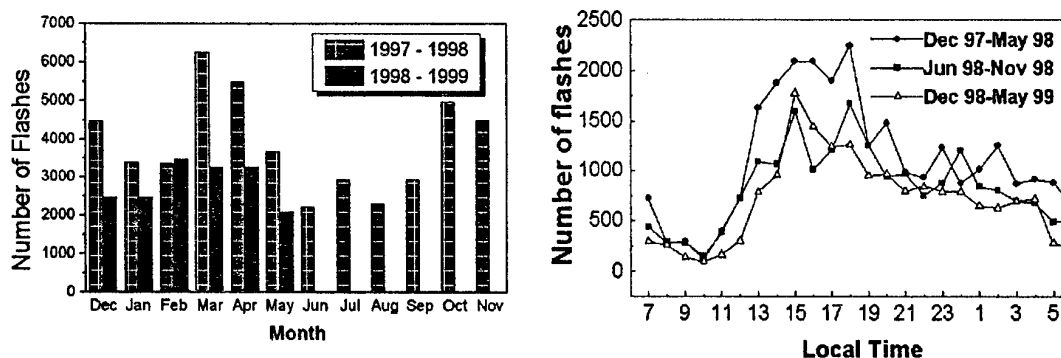 Number of Flashes
7000
6000
5000
4000
3000
2000
1000
0
1997 - 1998
1998 - 1999
Dec Jan Feb Mar Apr May Jun Jul Aug Sep Oct Nov
Month
Number of flashes
2500
2000
1500
1000
500
0
Dec 97-May 98
Jun 98-Nov 98
Dec 98-May 99
7 9 11 13 15 17 19 21 23 1 3 5
Local Time